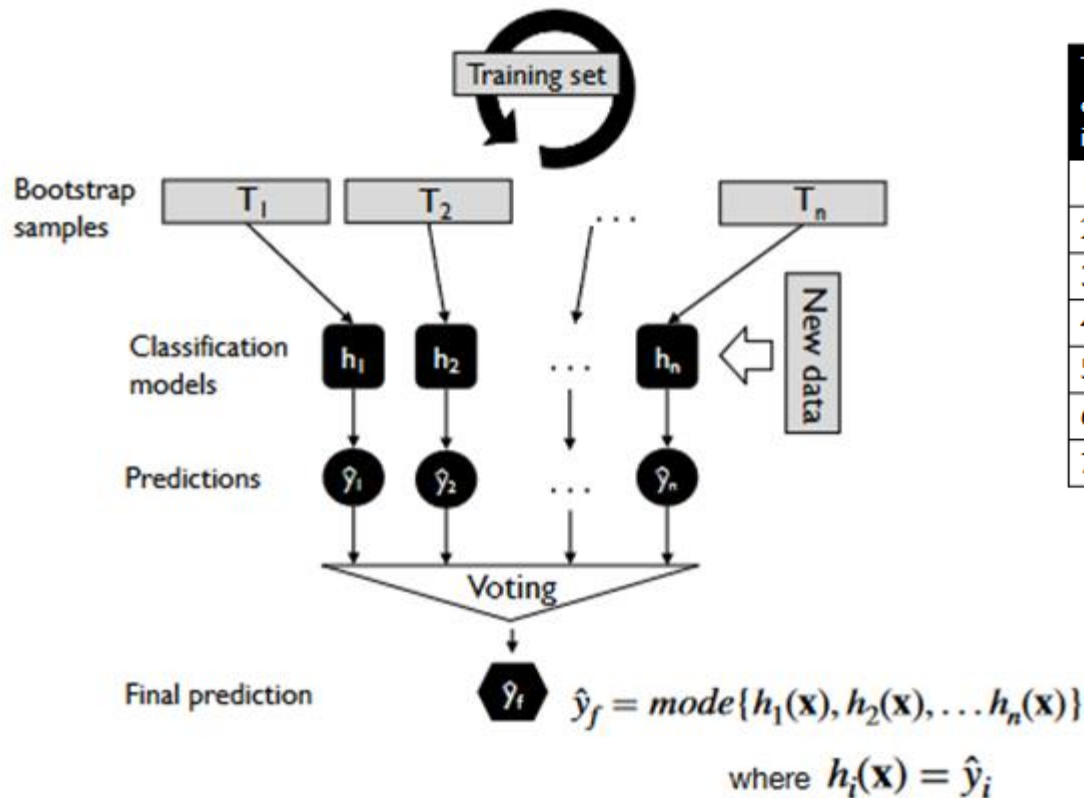 Training set
Bootstrap
samples
T₁ T₂ ... Tₙ
New data
Classification
models
h₁ h₂ ... hₙ
Predictions
ŷ₁ ŷ₂ ... ŷₙ
Voting
Final prediction
ŷf
ŷf = mode{h₁(x), h₂(x), ...hₙ(x)}
where hᵢ(x) = ŷᵢ